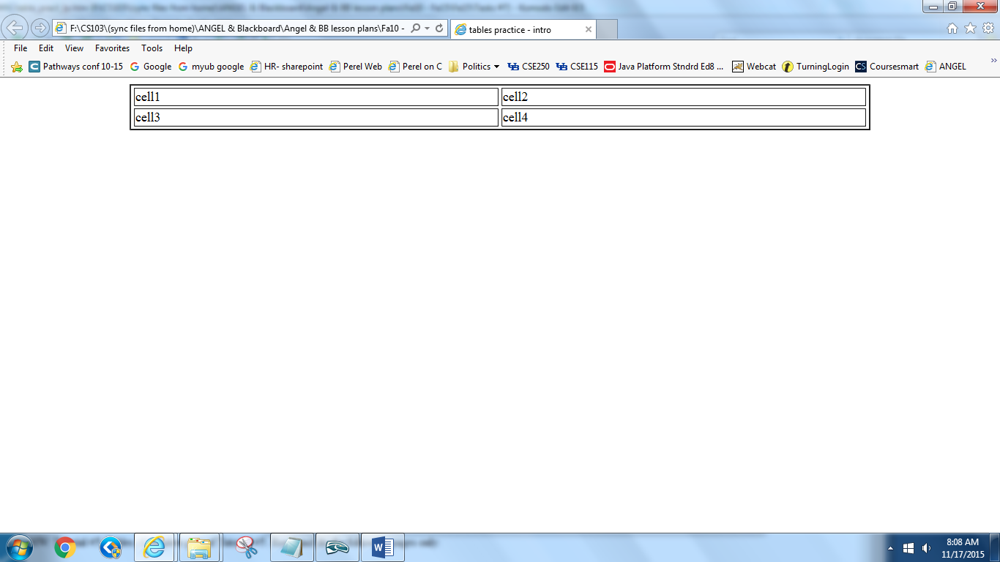 F:\CS103\(sync files from home)\ANGEL & Blackboard\Angel & BB lesson plans\Fa10 - tables practice - intro
File Edit View Favorites Tools Help
Pathways conf 10-15 Google myub google HR- sharepoint Perel Web Perel on C Politics CSE250 CSE115 Java Platform Stndrd Ed8 ... Webcat TurningLogin CS Coursesmart ANGEL
cell1 cell2
cell3 cell4
8:08 AM
11/17/2015